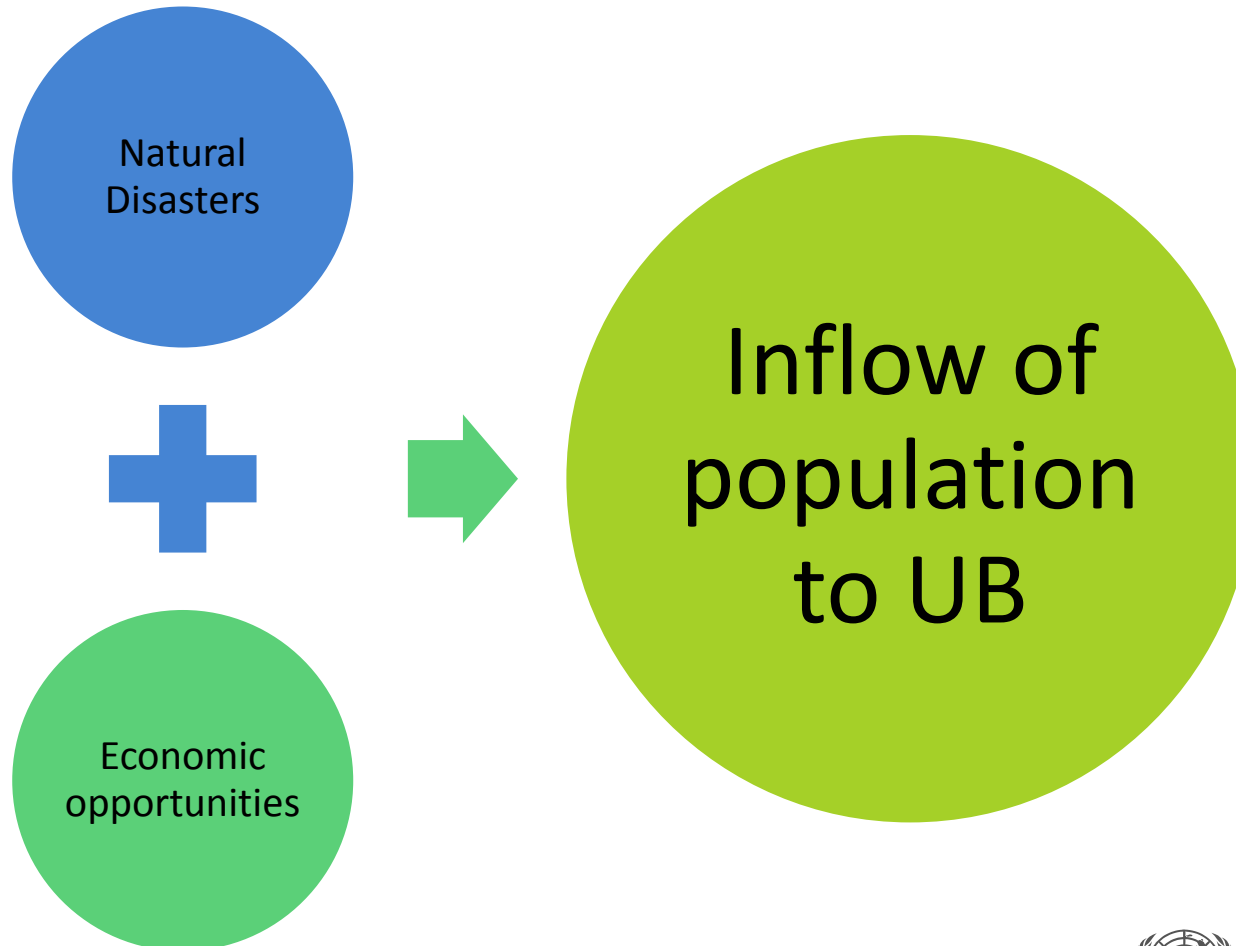 Natural
Disasters
Economic
opportunities
Inflow of
population
to UB